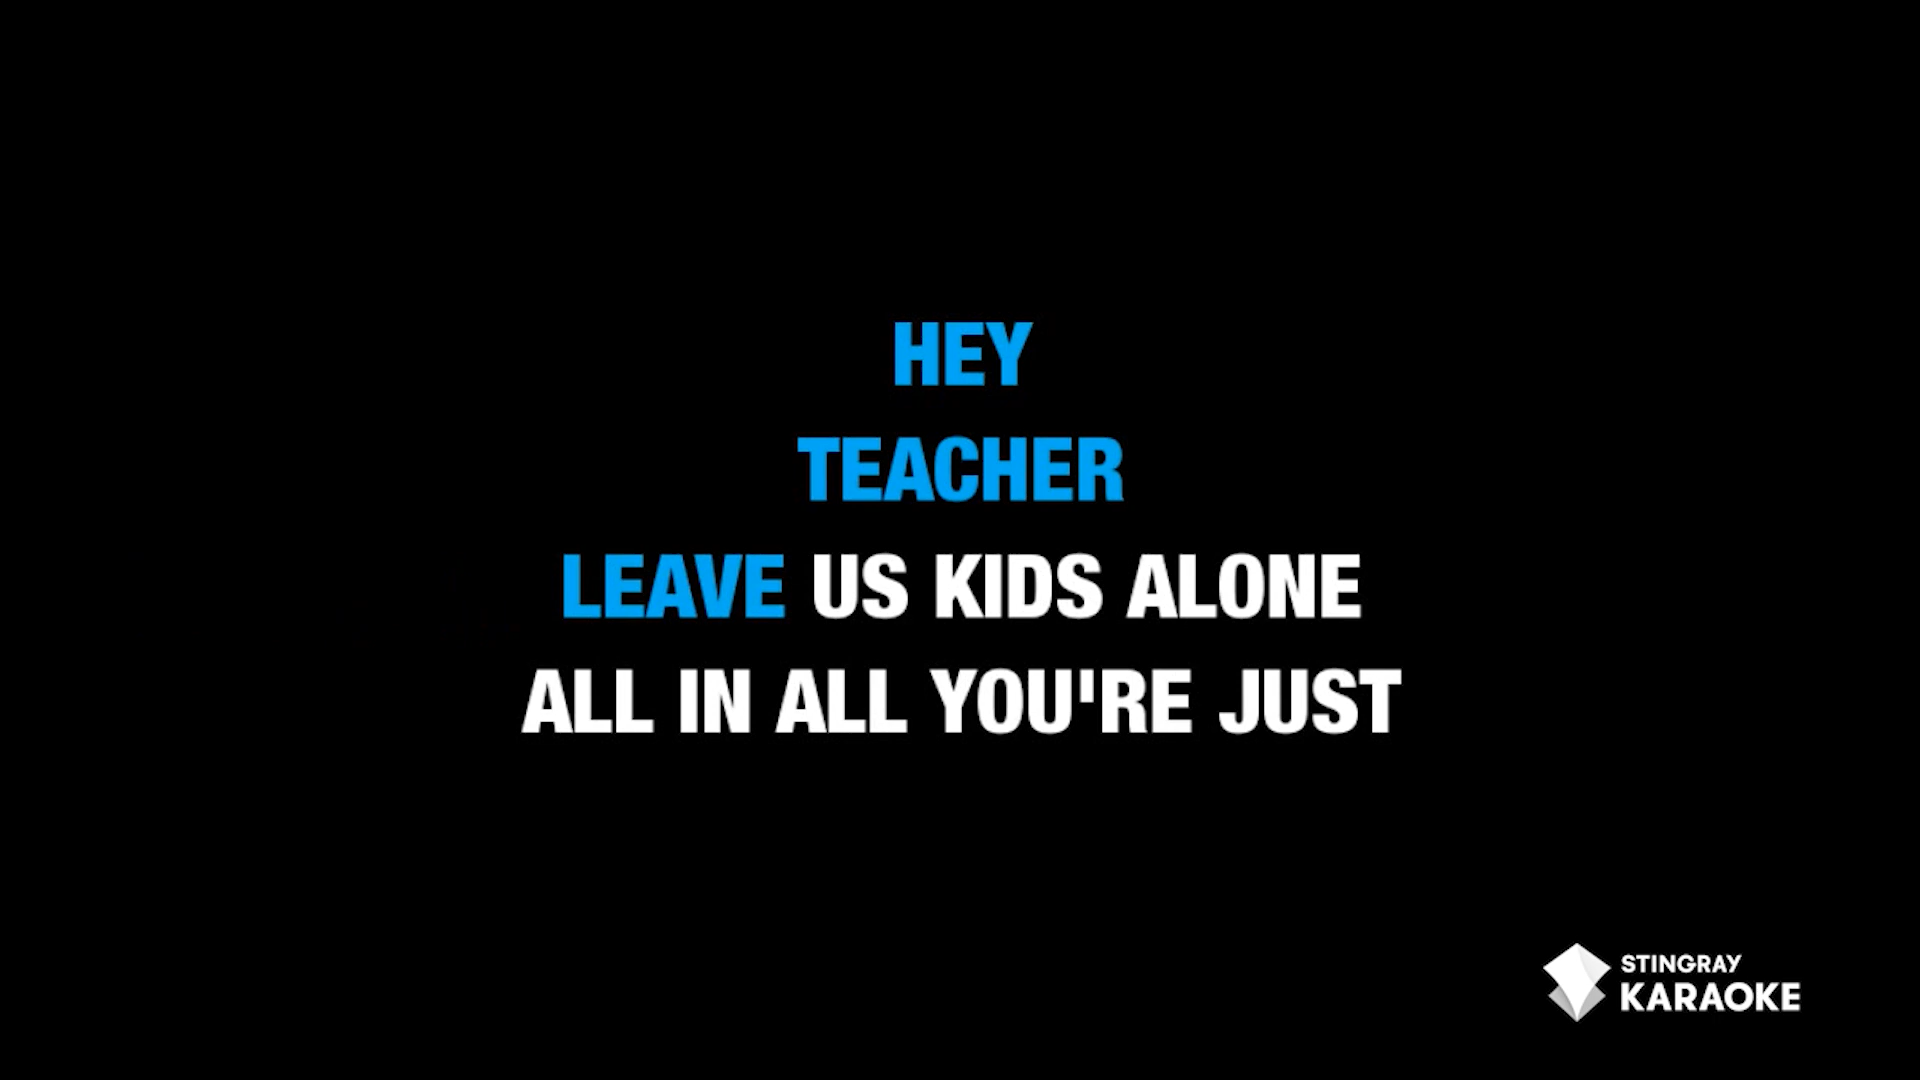 HEY
TEACHER
LEAVE US KIDS ALONE
ALL IN ALL YOU'RE JUST
STINGRAY
KARAOKE